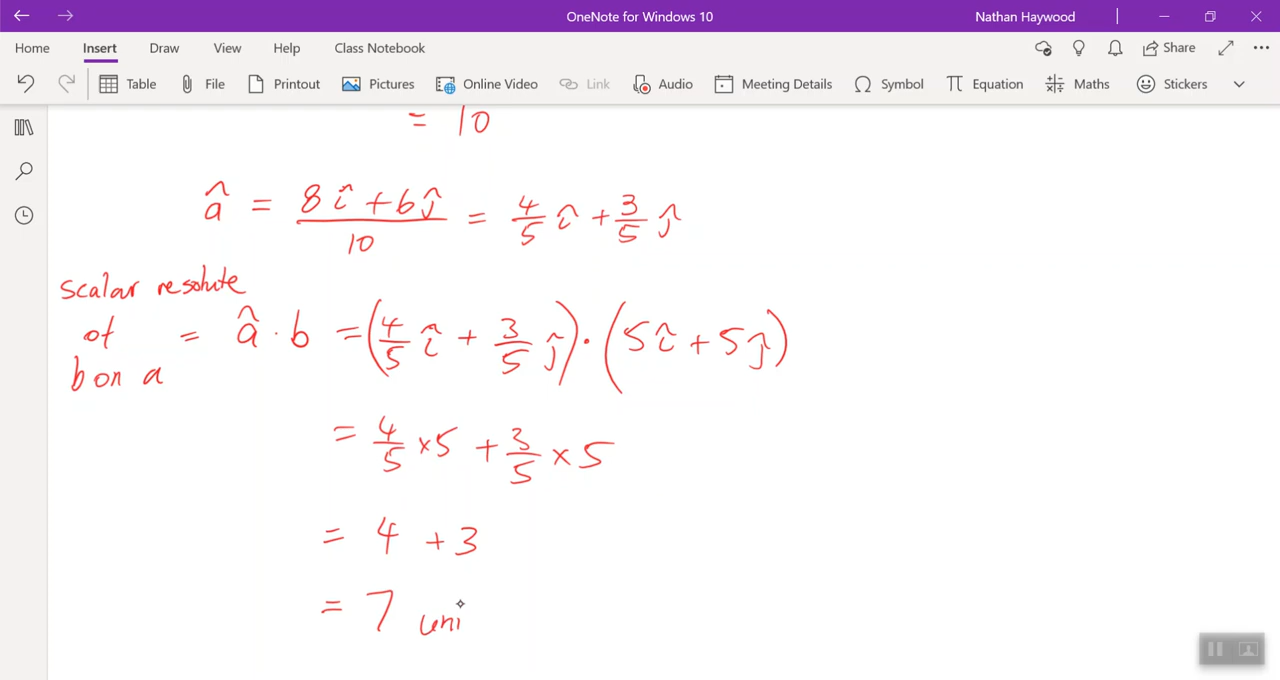 OneNote for Windows 10
Nathan Haywood
Home Insert Draw View Help Class Notebook
Share
Table File Printout Pictures Online Video Link Audio Meeting Details Symbol Equation Maths Stickers
= 10
â = 8î + 6ĵ / 10 = 4/5 î + 3/5 ĵ
scalar resolute
of = â · b = (4/5 î + 3/5 ĵ) · (5î + 5ĵ)
b on a
= 4/5 × 5 + 3/5 × 5
= 4 + 3
= 7 uni